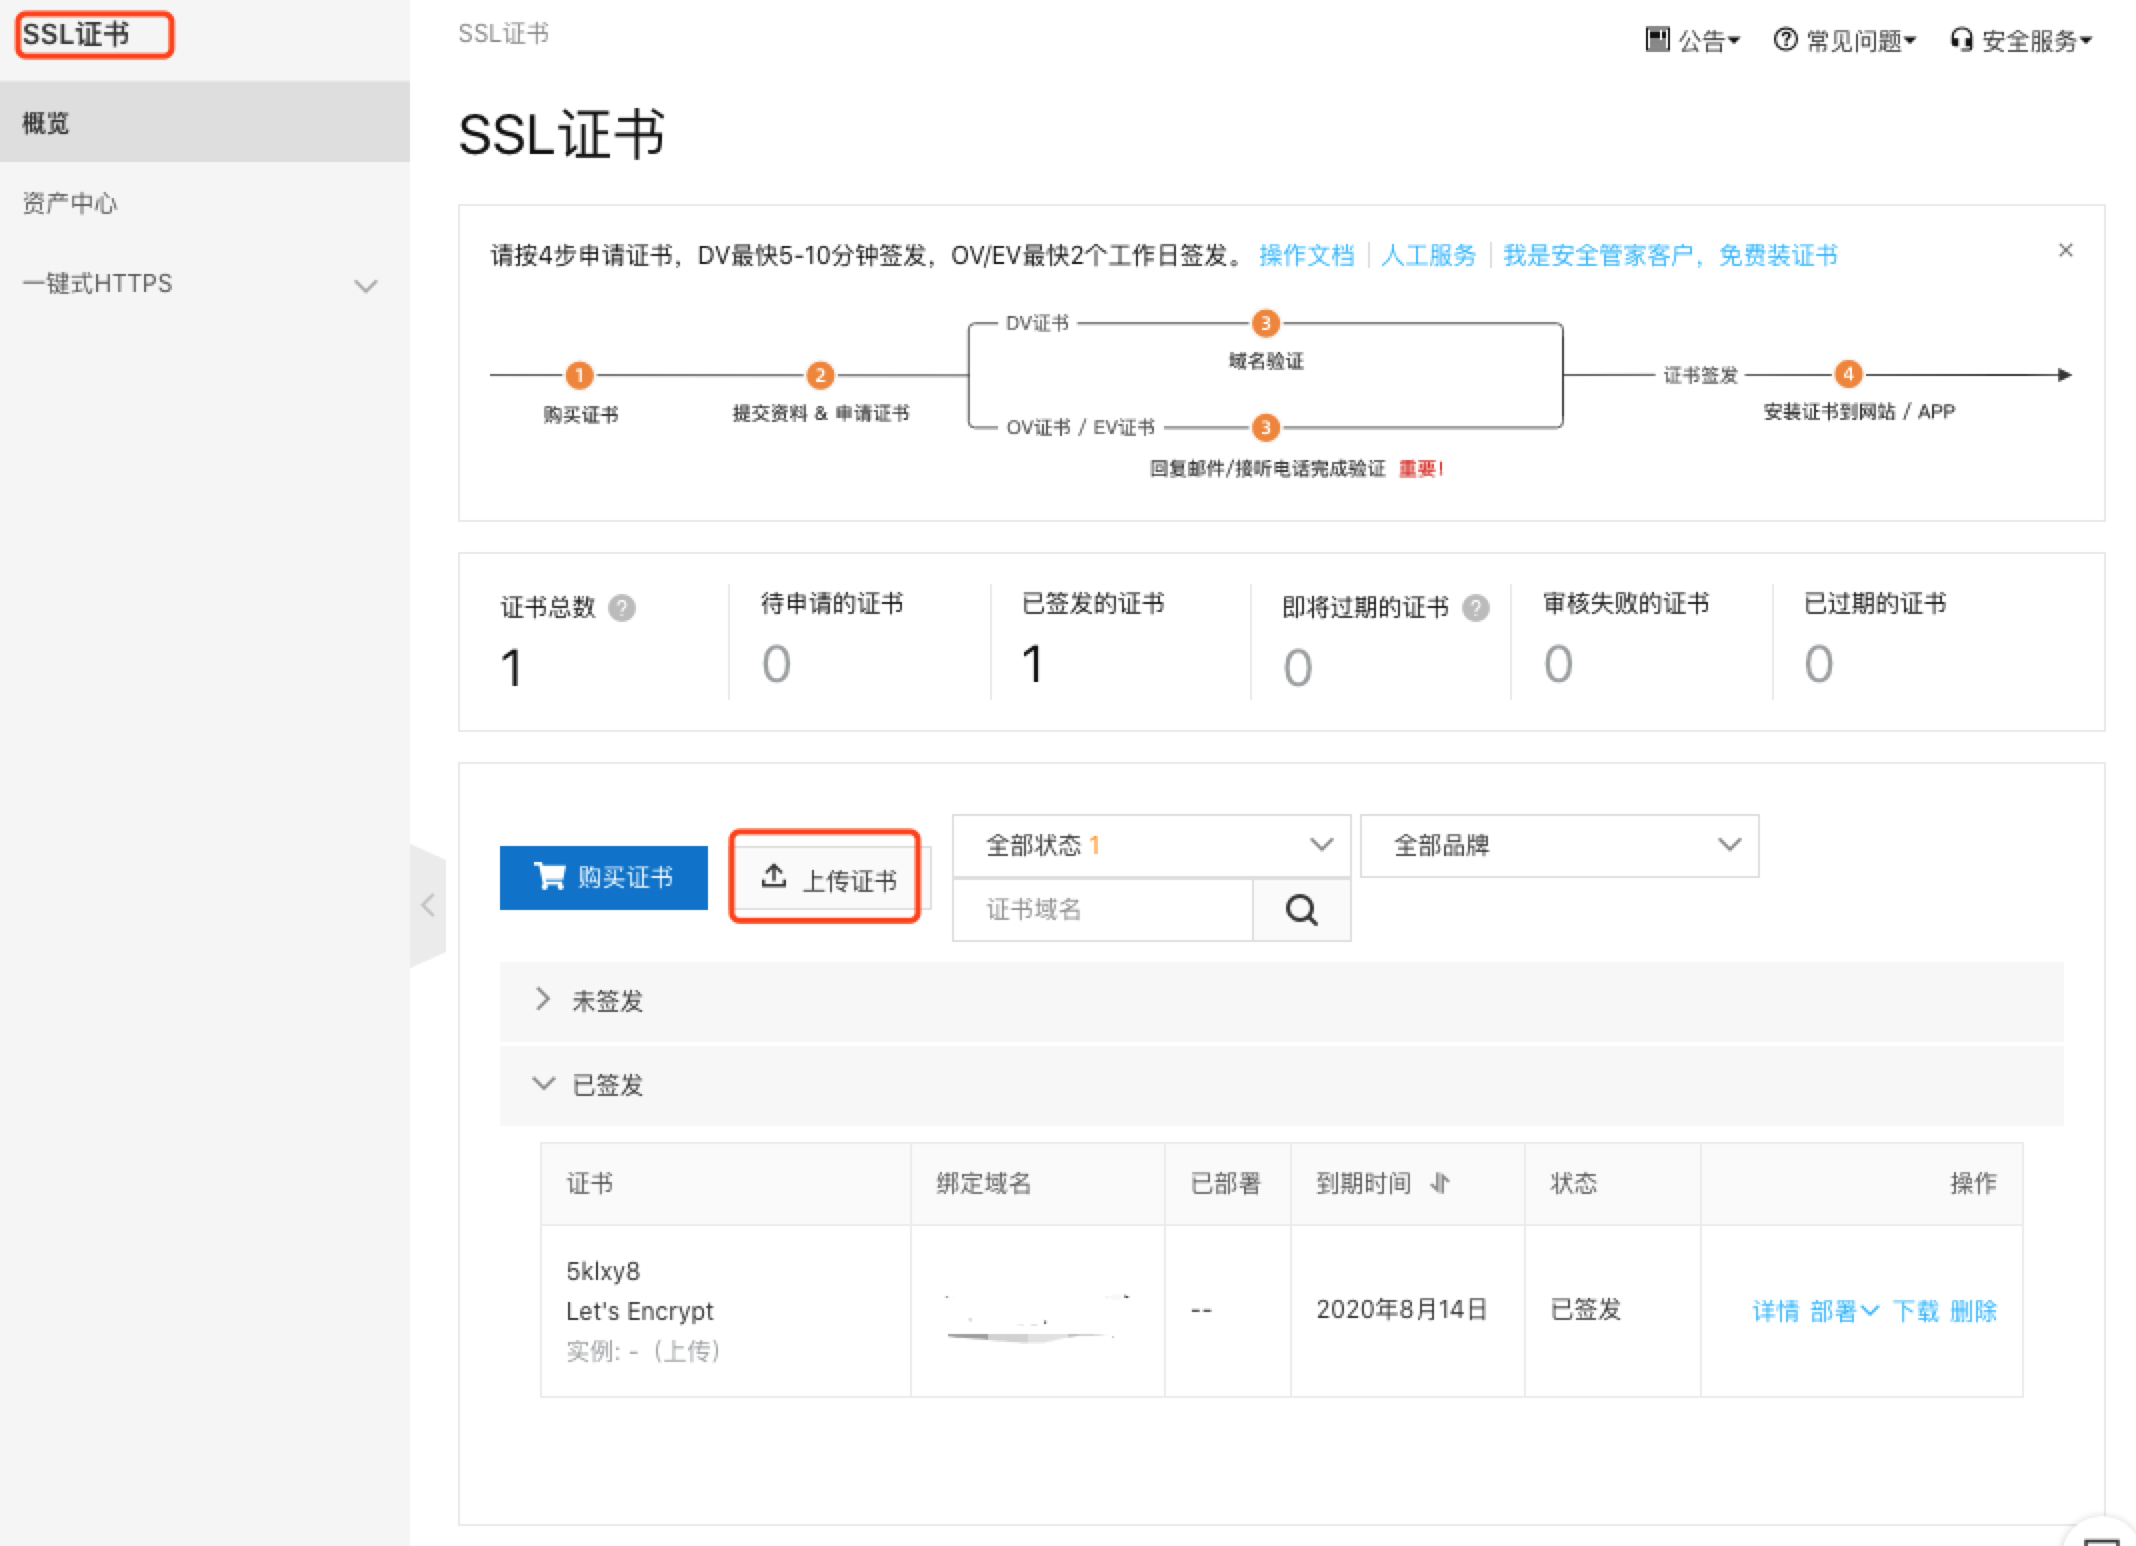 SSL证书
概览
资产中心
一键式HTTPS
SSL证书
公告 常见问题 安全服务
SSL证书
请按4步申请证书，DV最快5-10分钟签发，OV/EV最快2个工作日签发。 操作文档 人工服务 我是安全管家客户，免费装证书
DV证书 3
域名验证
1 2 证书签发 4
购买证书 提交资料 & 申请证书 安装证书到网站 / APP
OV证书 / EV证书 3
回复邮件/接听电话完成验证 重要!
证书总数 ? 待申请的证书 已签发的证书 即将过期的证书 ? 审核失败的证书 已过期的证书
1 0 1 0 0 0
购买证书 上传证书 全部状态 1 全部品牌
证书域名
未签发
已签发
证书 绑定域名 已部署 到期时间 状态 操作
5klxy8
Let's Encrypt
实例: -（上传）
-- 2020年8月14日 已签发 详情 部署 下载 删除